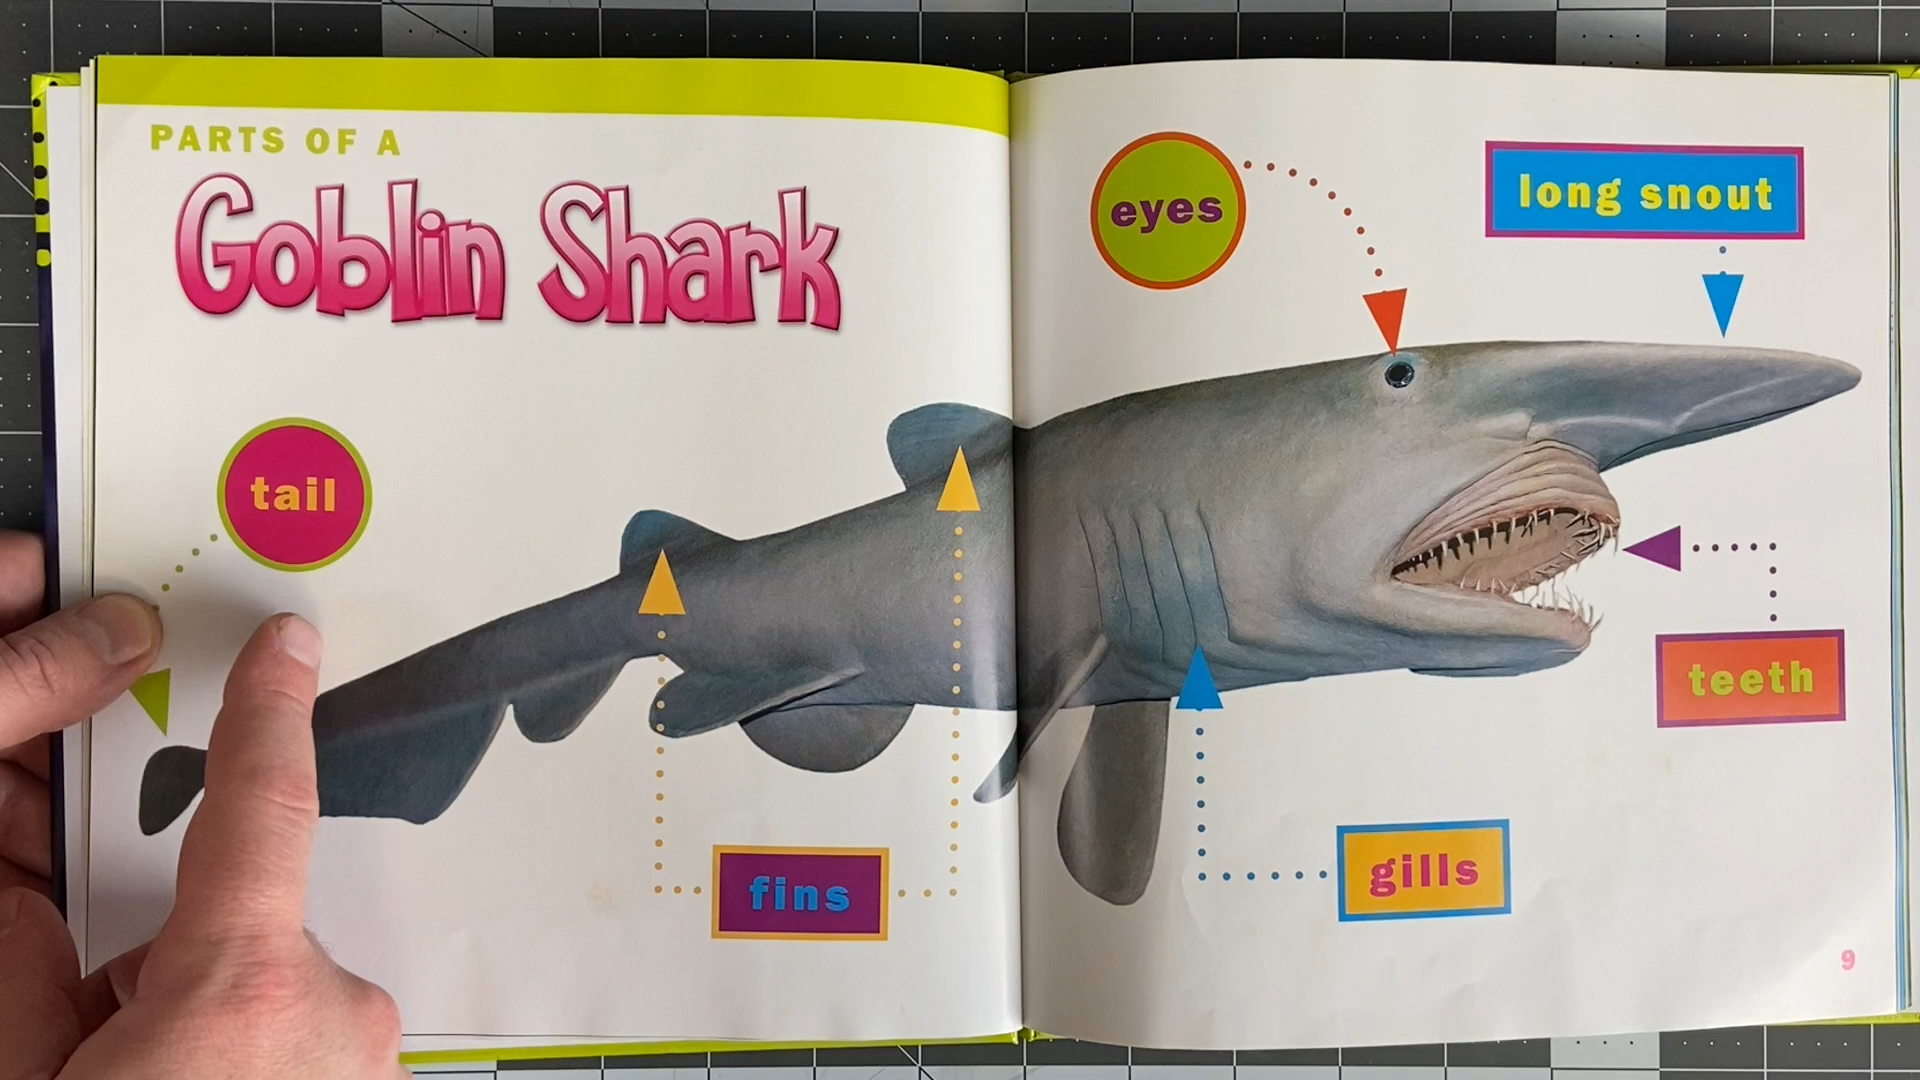 PARTS OF A
Goblin Shark
tail
fins
eyes
long snout
teeth
gills
9